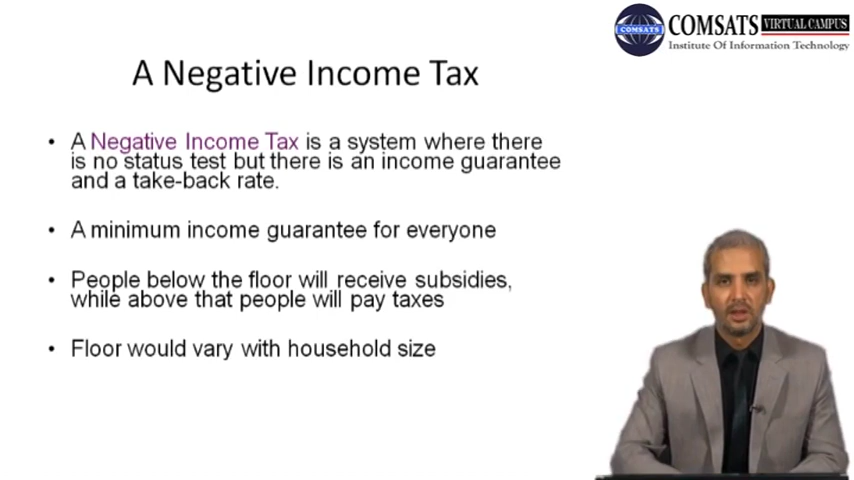 COMSATS VIRTUAL CAMPUS
Institute Of Information Technology
COMSATS
A Negative Income Tax
• A Negative Income Tax is a system where there
is no status test but there is an income guarantee
and a take-back rate.
• A minimum income guarantee for everyone
• People below the floor will receive subsidies,
while above that people will pay taxes
• Floor would vary with household size